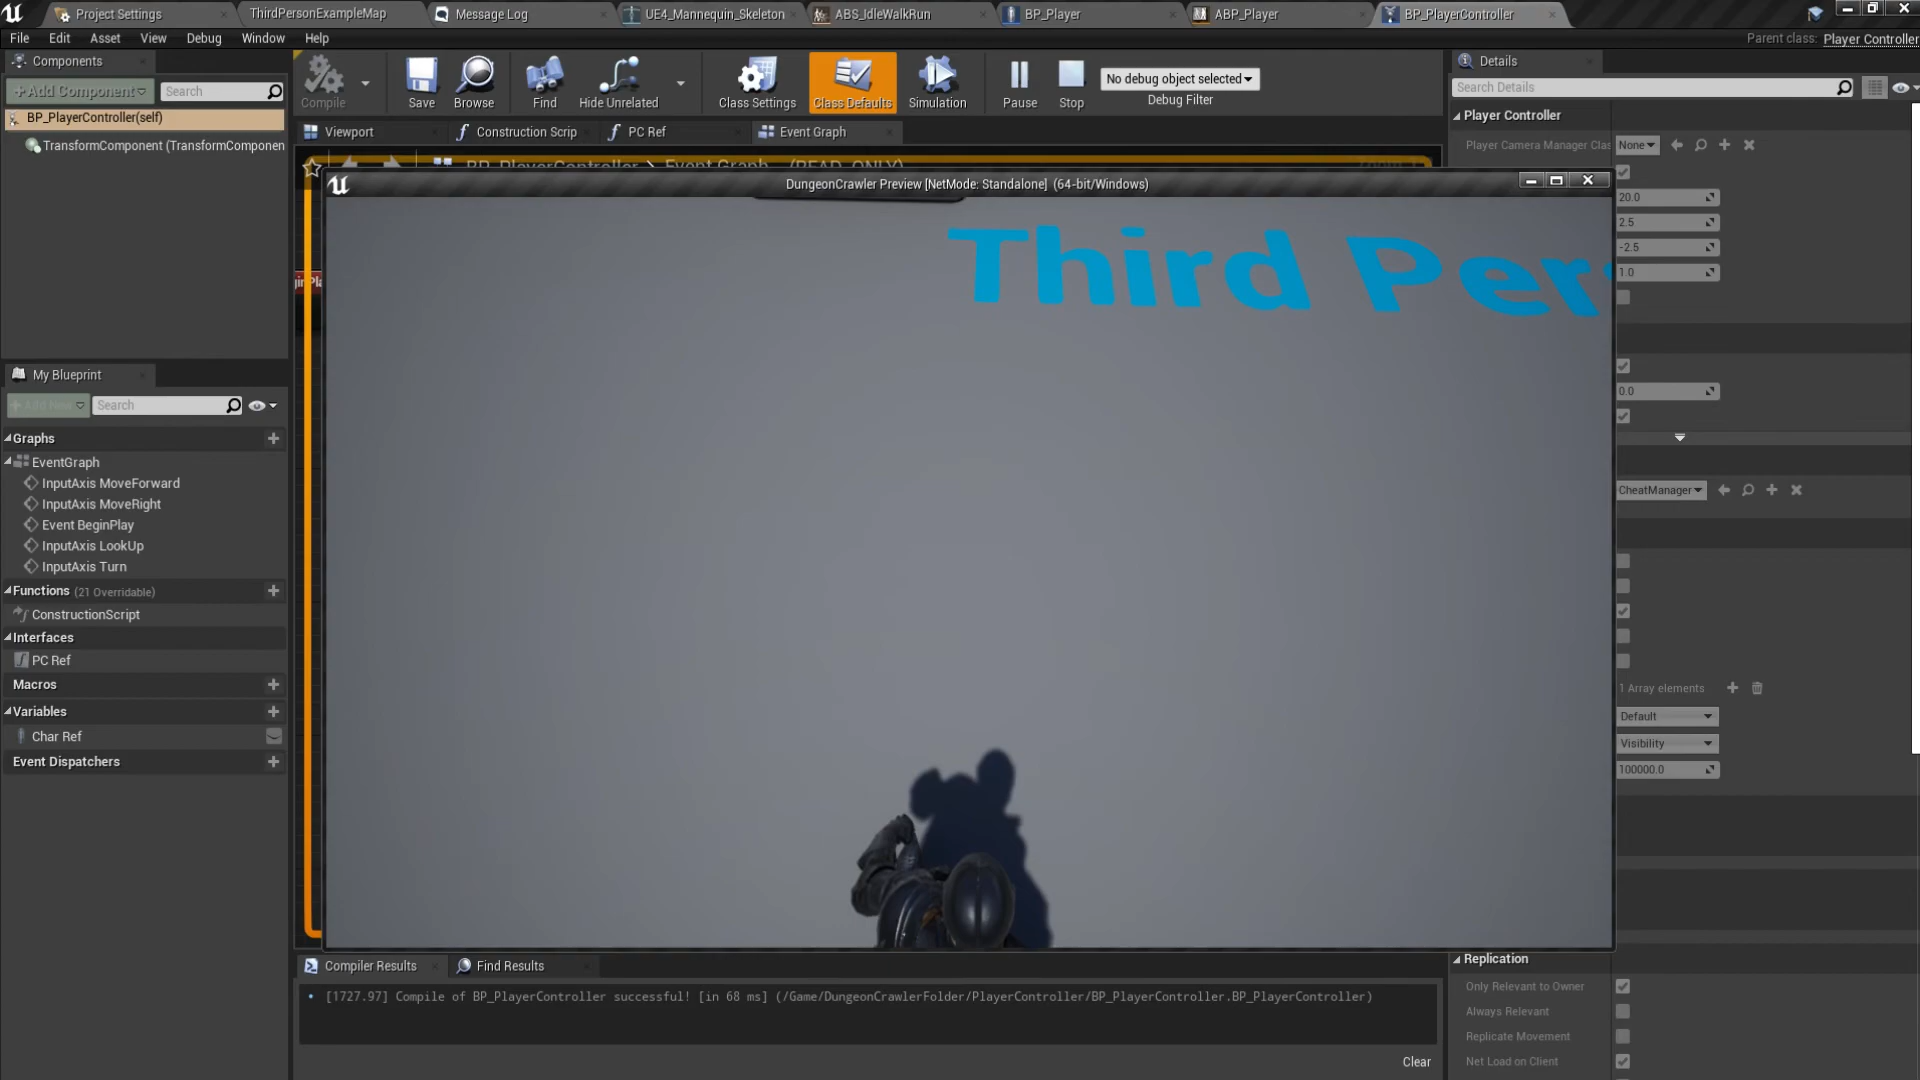 Project Settings
ThirdPersonExampleMap
Message Log
UE4_Mannequin_Skeleton
ABS_IdleWalkRun
BP_Player
ABP_Player
BP_PlayerController
File Edit Asset View Debug Window Help
Parent class: Player Controller
Components
+Add Component
Search
BP_PlayerController(self)
TransformComponent (TransformComponen
Compile
Save
Browse
Find
Hide Unrelated
Class Settings
Class Defaults
Simulation
Pause
Stop
No debug object selected
Debug Filter
Viewport
Construction Scrip
PC Ref
Event Graph
BP_PlayerController > Event Graph (READ_ONLY)
DungeonCrawler Preview [NetMode: Standalone] (64-bit/Windows)
Third Pers
My Blueprint
+Add New
Search
Graphs
EventGraph
InputAxis MoveForward
InputAxis MoveRight
Event BeginPlay
InputAxis LookUp
InputAxis Turn
Functions (21 Overridable)
ConstructionScript
Interfaces
PC Ref
Macros
Variables
Char Ref
Event Dispatchers
Details
Search Details
Player Controller
Player Camera Manager Clas
None
20.0
2.5
-2.5
1.0
0.0
CheatManager
1 Array elements
Default
Visibility
100000.0
Replication
Only Relevant to Owner
Always Relevant
Replicate Movement
Net Load on Client
Compiler Results
Find Results
[1727.97] Compile of BP_PlayerController successful! [in 68 ms] (/Game/DungeonCrawlerFolder/PlayerController/BP_PlayerController.BP_PlayerController)
Clear